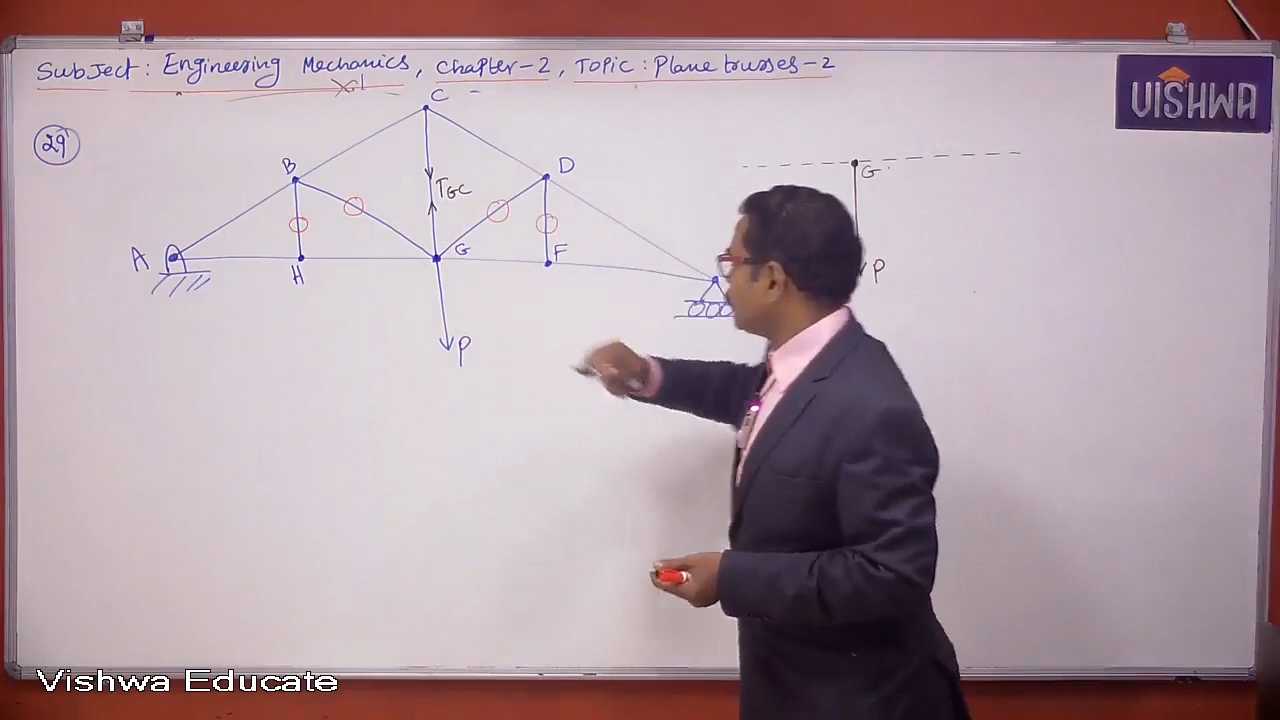 Subject: Engineering Mechanics, Chapter-2, Topic: Plane trusses-2
VISHWA
29
C
B
D
G
TGC
A
G
F
H
P
P
Vishwa Educate